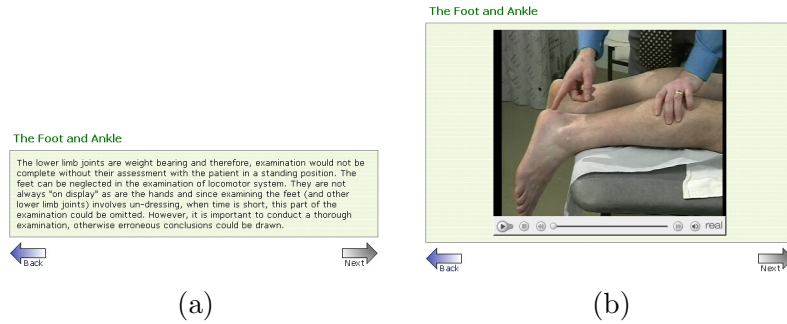 The Foot and Ankle
The lower limb joints are weight bearing and therefore, examination would not be
complete without their assessment with the patient in a standing position. The
feet can be neglected in the examination of locomotor system. They are not
always "on display" as are the hands and since examining the feet (and other
lower limb joints) involves un-dressing, when time is short, this part of the
examination could be omitted. However, it is important to conduct a thorough
examination, otherwise erroneous conclusions could be drawn.
Back
Next
(a)
The Foot and Ankle
real
Back
Next
(b)